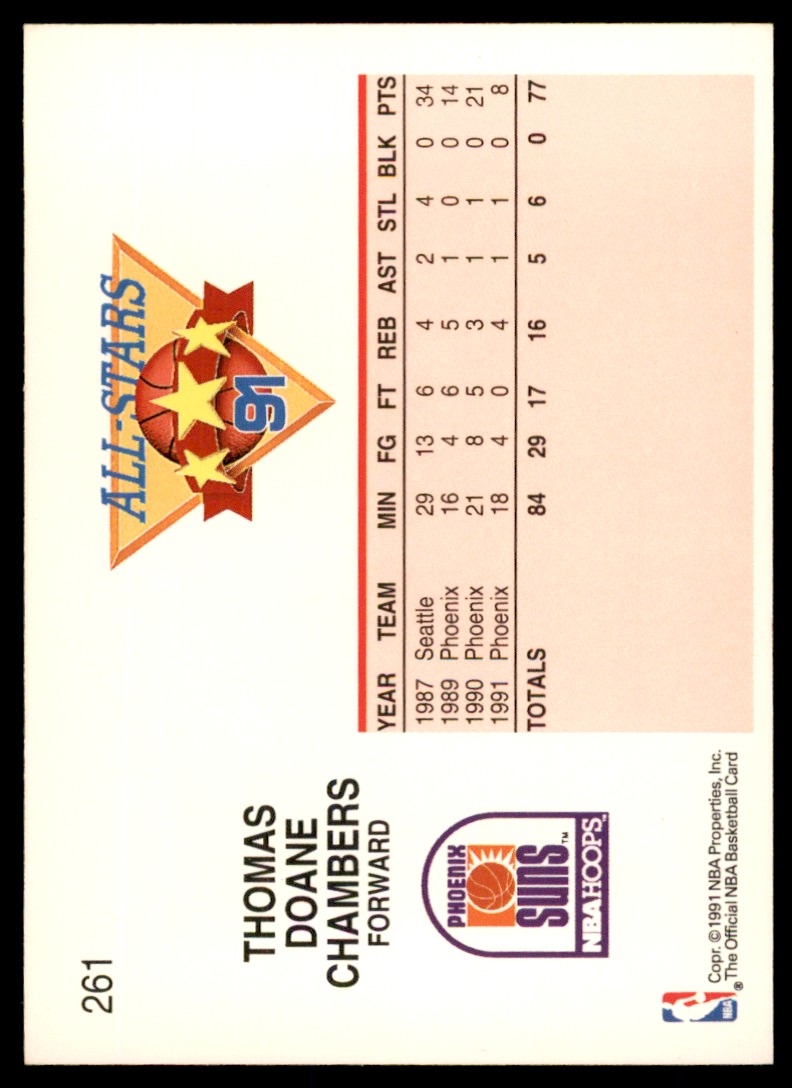 261
ALL-STARS
91
THOMAS
DOANE
CHAMBERS
FORWARD
PHOENIX
SUNS™
NBA HOOPS™
YEAR TEAM MIN FG FT REB AST STL BLK PTS
1987 Seattle 29 13 6 4 2 4 0 34
1989 Phoenix 16 4 6 5 1 0 0 14
1990 Phoenix 21 8 5 3 1 1 0 21
1991 Phoenix 18 4 0 4 1 1 0 8
TOTALS 84 29 17 16 5 6 0 77
NBA
®
Copr. ©1991 NBA Properties, Inc.
The Official NBA Basketball Card